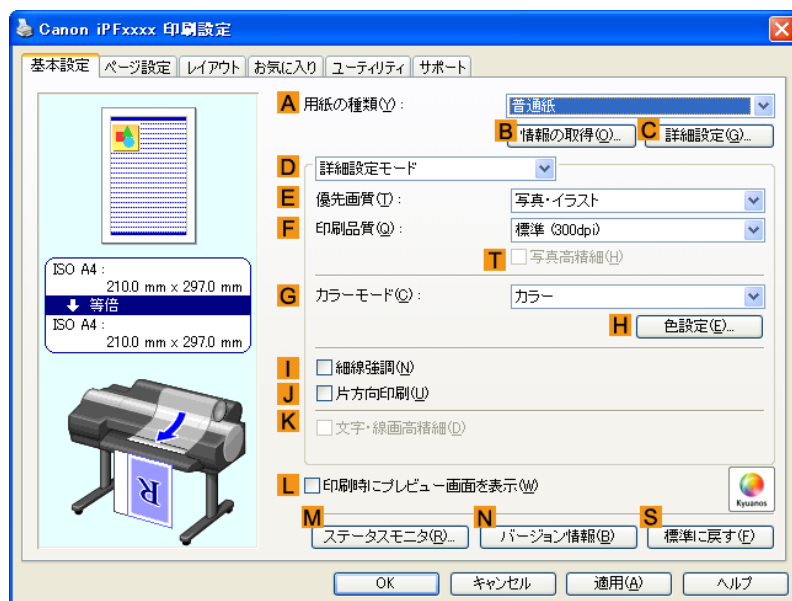 Canon iPFxxxx 印刷設定
基本設定 ページ設定 レイアウト お気に入り ユーティリティ サポート
A 用紙の種類(Y): 普通紙
B 情報の取得(O)... C 詳細設定(G)...
D 詳細設定モード
E 優先画質(T): 写真・イラスト
F 印刷品質(Q): 標準 (300dpi)
T 写真高精細(H)
ISO A4:
210.0 mm x 297.0 mm
等倍
ISO A4:
210.0 mm x 297.0 mm
G カラーモード(C): カラー
H 色設定(E)...
I 細線強調(N)
J 片方向印刷(U)
K 文字・線画高精細(D)
R
L 印刷時にプレビュー画面を表示(W)
Kyuanos
M ステータスモニタ(R)... N バージョン情報(B) S 標準に戻す(F)
OK キャンセル 適用(A) ヘルプ